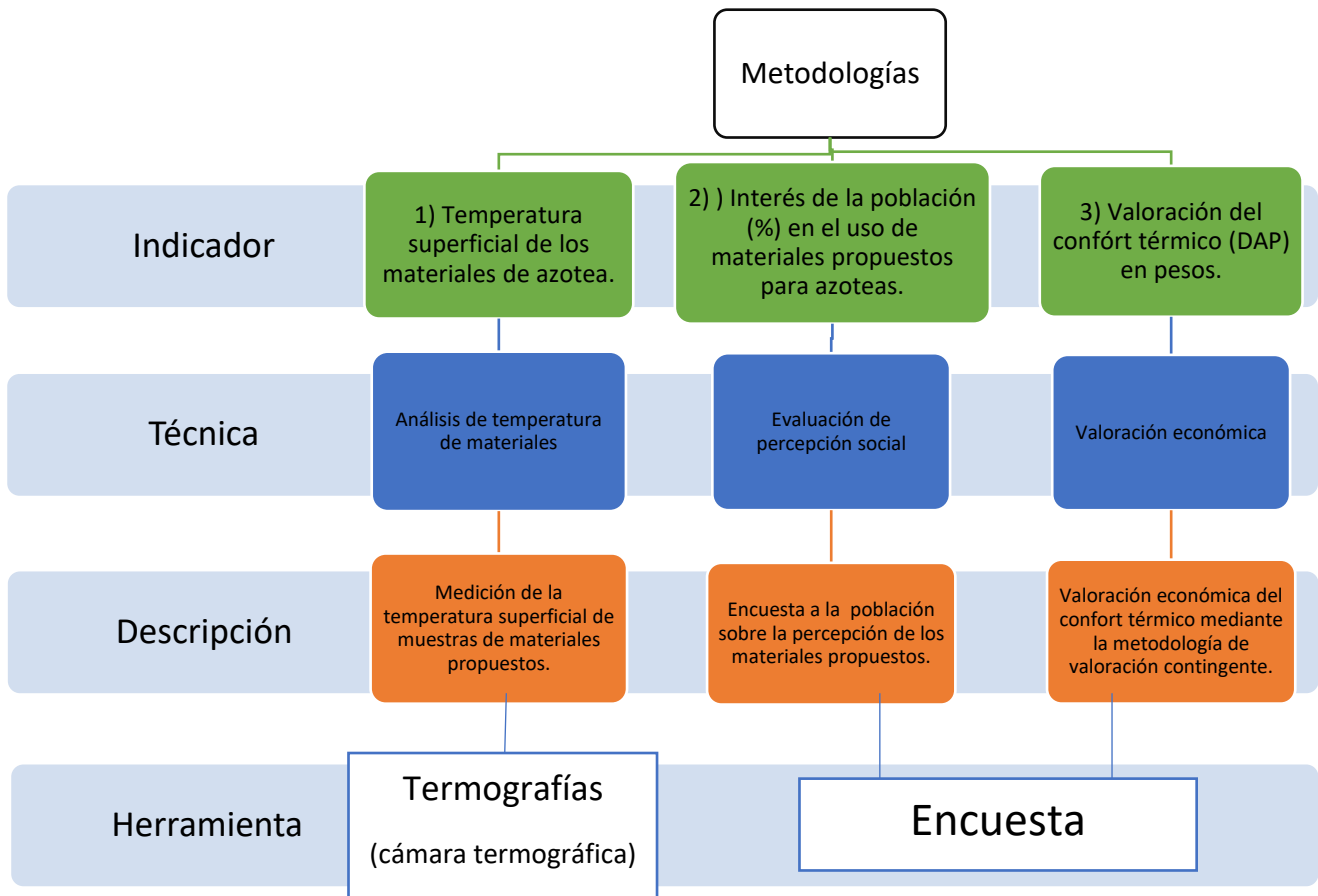 Metodologías
Indicador
1) Temperatura
superficial de los
materiales de azotea.
2) ) Interés de la población
(%) en el uso de
materiales propuestos
para azoteas.
3) Valoración del
confórt térmico (DAP)
en pesos.
Técnica
Análisis de temperatura
de materiales
Evaluación de
percepción social
Valoración económica
Descripción
Medición de la
temperatura superficial de
muestras de materiales
propuestos.
Encuesta a la  población
sobre la percepción de los
materiales propuestos.
Valoración económica del
confort térmico mediante
la metodología de
valoración contingente.
Herramienta
Termografías
(cámara termográfica)
Encuesta